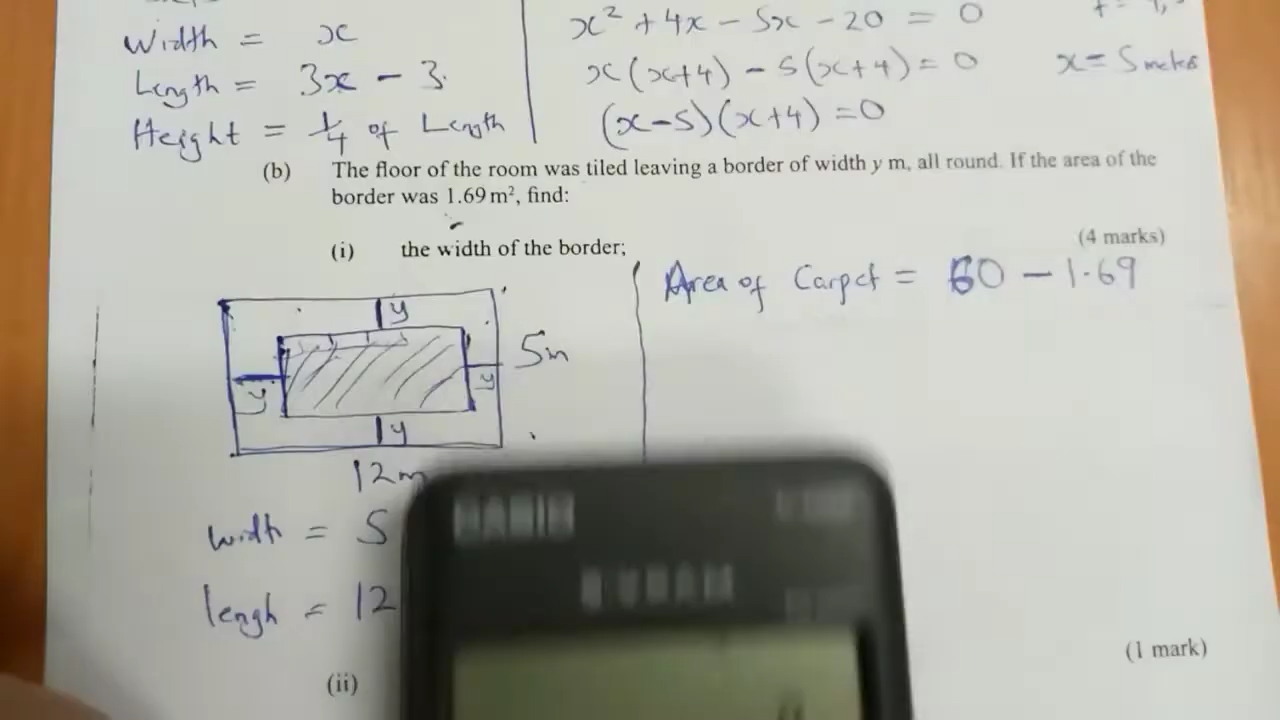 Width = x
Length = 3x - 3.
Height = 1/4 of Length
x² + 4x - 5x - 20 = 0
x(x+4) - 5(x+4) = 0
(x-5)(x+4) = 0
(b) The floor of the room was tiled leaving a border of width y m, all round. If the area of the
border was 1.69 m², find:
(i) the width of the border;
(4 marks)
Area of Carpet = 60 - 1.69
y
y
y
y
5m
12m
width = 5
lengh = 12
(1 mark)
(ii)